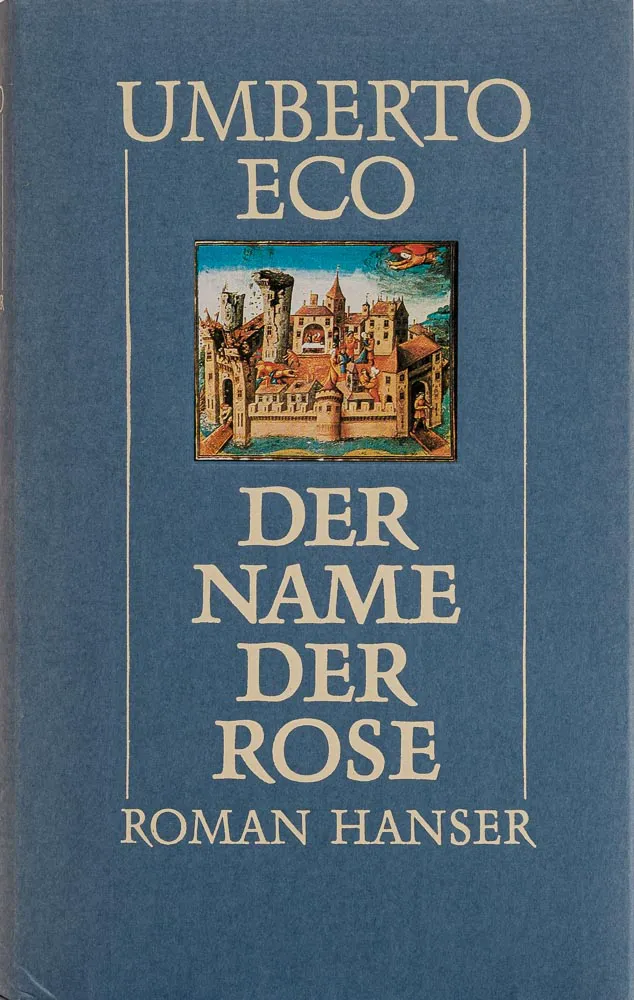 UMBERTO
ECO
DER
NAME
DER
ROSE
ROMAN HANSER